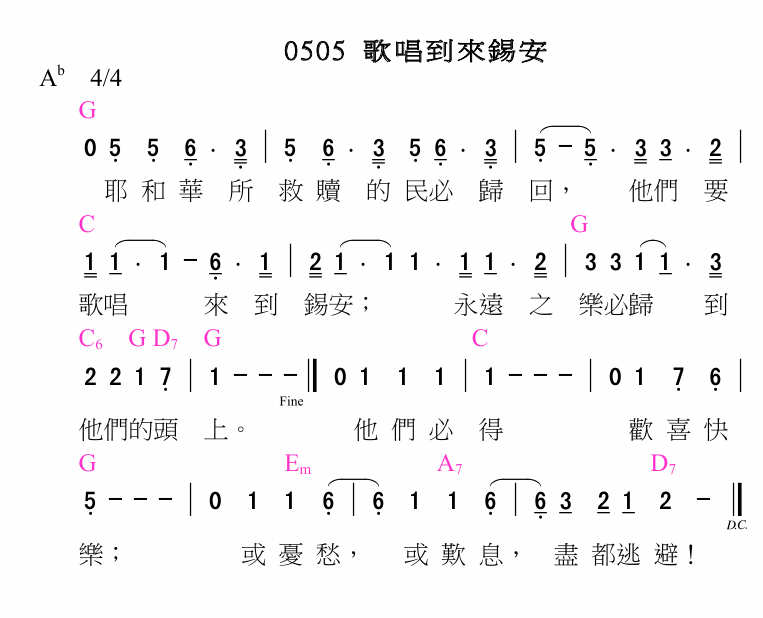 0505 歌唱到來錫安
A♭ 4/4
G
0 5 5 6 · 3 | 5 6 · 3 5 6 · 3 | 5 – 5 · 3 3 · 2 |
耶 和 華 所 救 贖 的 民必 歸 回， 他們 要
C G
1 1 · 1 – 6 · 1 | 2 1 · 1 1 · 1 1 · 2 | 3 3 1 1 · 3
歌唱 來 到 錫安； 永遠 之 樂必歸 到
C6 G D7 G C
2 2 1 7 | 1 – – – || 0 1 1 1 | 1 – – – | 0 1 7 6 |
Fine
他們的頭 上。 他 們 必 得 歡 喜 快
G Em A7 D7
5 – – – | 0 1 1 6 | 6 1 1 6 | 6 3 2 1 2 – ||
D.C.
樂； 或 憂 愁， 或 歎 息， 盡 都逃 避！